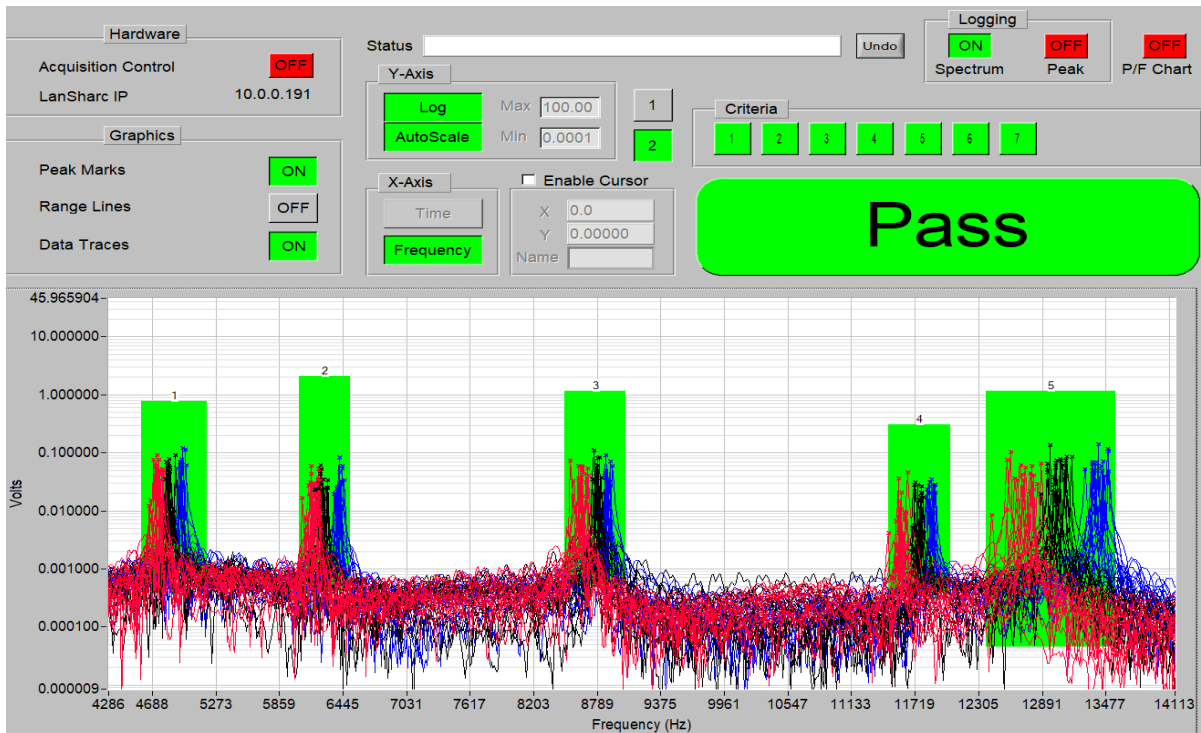 Hardware
Acquisition Control OFF
LanSharc IP 10.0.0.191
Graphics
Peak Marks ON
Range Lines OFF
Data Traces ON
Status Undo
Y-Axis
Log Max 100.00
AutoScale Min 0.0001
1
2
X-Axis
Time
Frequency
Enable Cursor
X 0.0
Y 0.00000
Name
Logging
ON OFF OFF
Spectrum Peak P/F Chart
Criteria
1 2 3 4 5 6 7
Pass
45.965904
10.000000
1.000000
0.100000
0.010000
0.001000
0.000100
0.000009
Volts
1 2 3 4 5
4286 4688 5273 5859 6445 7031 7617 8203 8789 9375 9961 10547 11133 11719 12305 12891 13477 14113
Frequency (Hz)